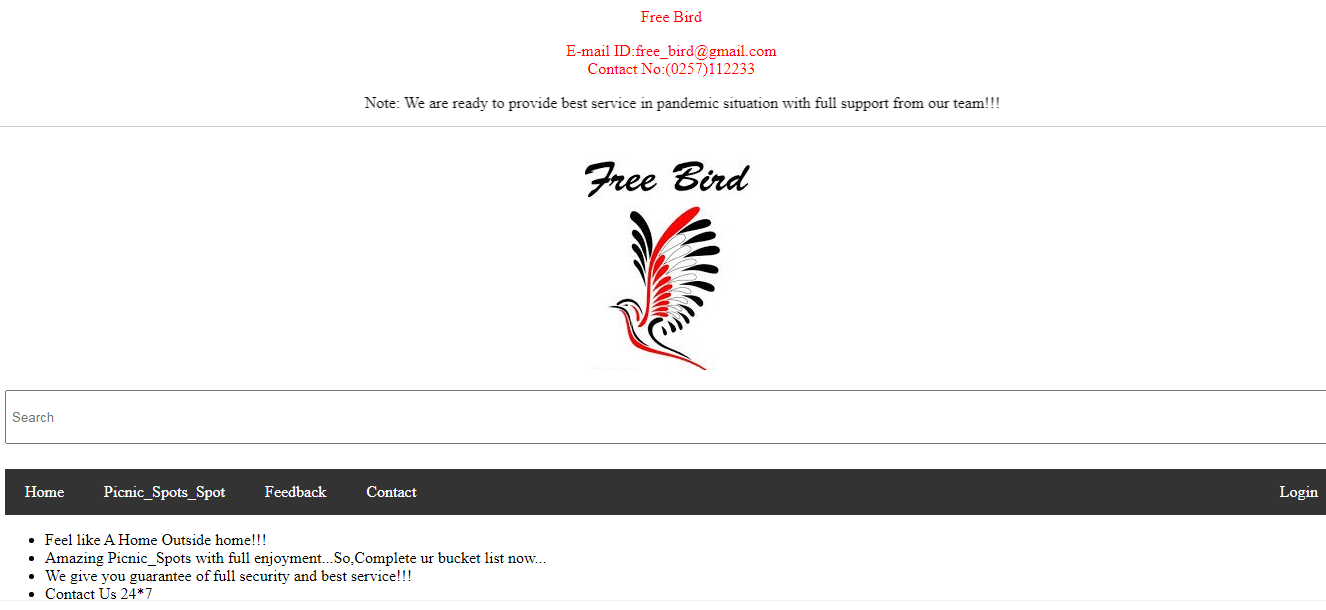 Free Bird
E-mail ID:free_bird@gmail.com
Contact No:(0257)112233
Note: We are ready to provide best service in pandemic situation with full support from our team!!!
Free Bird
Search
Home Picnic_Spots_Spot Feedback Contact Login
Feel like A Home Outside home!!!
Amazing Picnic_Spots with full enjoyment...So,Complete ur bucket list now...
We give you guarantee of full security and best service!!!
Contact Us 24*7